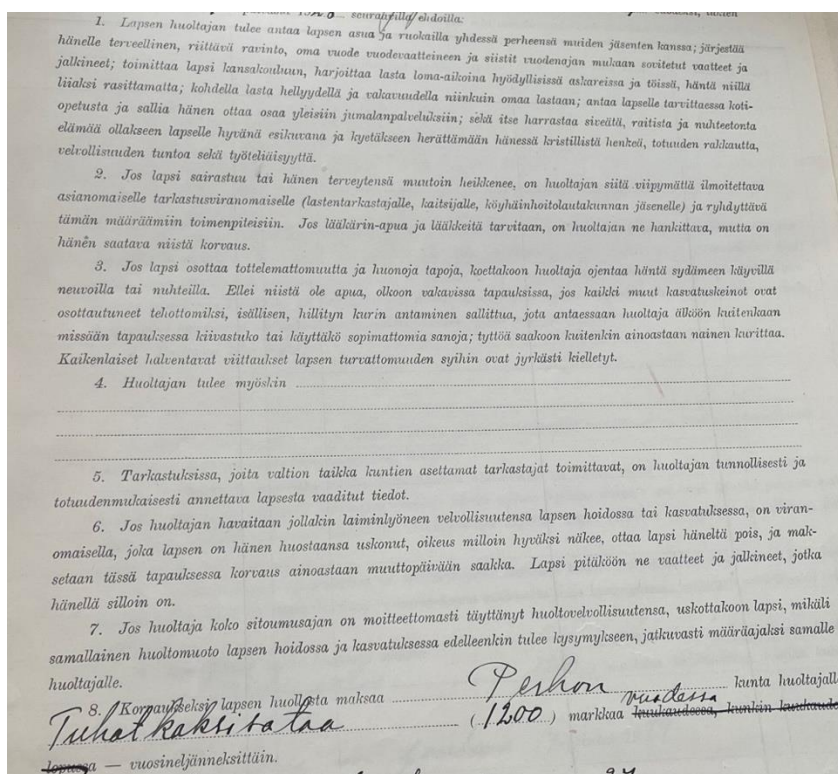 seuraavilla ehdoilla:
1. Lapsen huoltajan tulee antaa lapsen asua ja ruokailla yhdessä perheensä muiden jäsenten kanssa; järjestää
hänelle terveellinen, riittävä ravinto, oma vuode vuodevaatteineen ja siistit vuodenajan mukaan sovitetut vaatteet ja
jalkineet; toimittaa lapsi kansakouluun, harjoittaa lasta loma-aikoina hyödyllisissä askareissa ja töissä, häntä niillä
liiaksi rasittamatta; kohdella lasta hellyydellä ja vakavuudella niinkuin omaa lastaan; antaa lapselle tarvittaessa koti-
opetusta ja sallia hänen ottaa osaa yleisiin jumalanpalveluksiin; sekä itse harrastaa siveätä, raitista ja nuhteetonta
elämää ollakseen lapselle hyvänä esikuvana ja kyetäkseen herättämään hänessä kristillistä henkeä, totuuden rakkautta,
velvollisuuden tuntoa sekä työteliäisyyttä.
2. Jos lapsi sairastuu tai hänen terveytensä muutoin heikkenee, on huoltajan siitä viipymättä ilmoitettava
asianomaiselle tarkastusviranomaiselle (lastentarkastajalle, kaitsijalle, köyhäinhoitolautakunnan jäsenelle) ja ryhdyttävä
tämän määräämiin toimenpiteisiin. Jos lääkärin-apua ja lääkkeitä tarvitaan, on huoltajan ne hankittava, mutta on
hänen saatava niistä korvaus.
3. Jos lapsi osottaa tottelemattomuutta ja huonoja tapoja, koettakoon huoltaja ojentaa häntä sydämeen käyvillä
neuvoilla tai nuhteilla. Ellei niistä ole apua, olkoon vakavissa tapauksissa, jos kaikki muut kasvatuskeinot ovat
osottautuneet tehottomiksi, isällisen, hillityn kurin antaminen sallittua, jota antaessaan huoltaja älköön kuitenkaan
missään tapauksessa kiivastuko tai käyttäkö sopimattomia sanoja; tyttöä saakoon kuitenkin ainoastaan nainen kurittaa.
Kaikenlaiset halventavat viittaukset lapsen turvattomuuden syihin ovat jyrkästi kielletyt.
4. Huoltajan tulee myöskin
5. Tarkastuksissa, joita valtion taikka kuntien asettamat tarkastajat toimittavat, on huoltajan tunnollisesti ja
totuudenmukaisesti annettava lapsesta vaaditut tiedot.
6. Jos huoltajan havaitaan jollakin laiminlyöneen velvollisuutensa lapsen hoidossa tai kasvatuksessa, on viran-
omaisella, joka lapsen on hänen huostaansa uskonut, oikeus milloin hyväksi näkee, ottaa lapsi häneltä pois, ja mak-
setaan tässä tapauksessa korvaus ainoastaan muuttopäivään saakka. Lapsi pitäköön ne vaatteet ja jalkineet, jotka
hänellä silloin on.
7. Jos huoltaja koko sitoumusajan on moitteettomasti täyttänyt huoltovelvollisuutensa, uskottakoon lapsi, mikäli
samallainen huoltomuoto lapsen hoidossa ja kasvatuksessa edelleenkin tulee kysymykseen, jatkuvasti määräajaksi samalle
huoltajalle.
8. Korvaukseksi lapsen huollosta maksaa Perhon kunta huoltajall
Tuhat kaksisataa (1200) markkaa vuodessa kuukaudessa, kunkin kuukaude
lopussa — vuosineljänneksittäin.